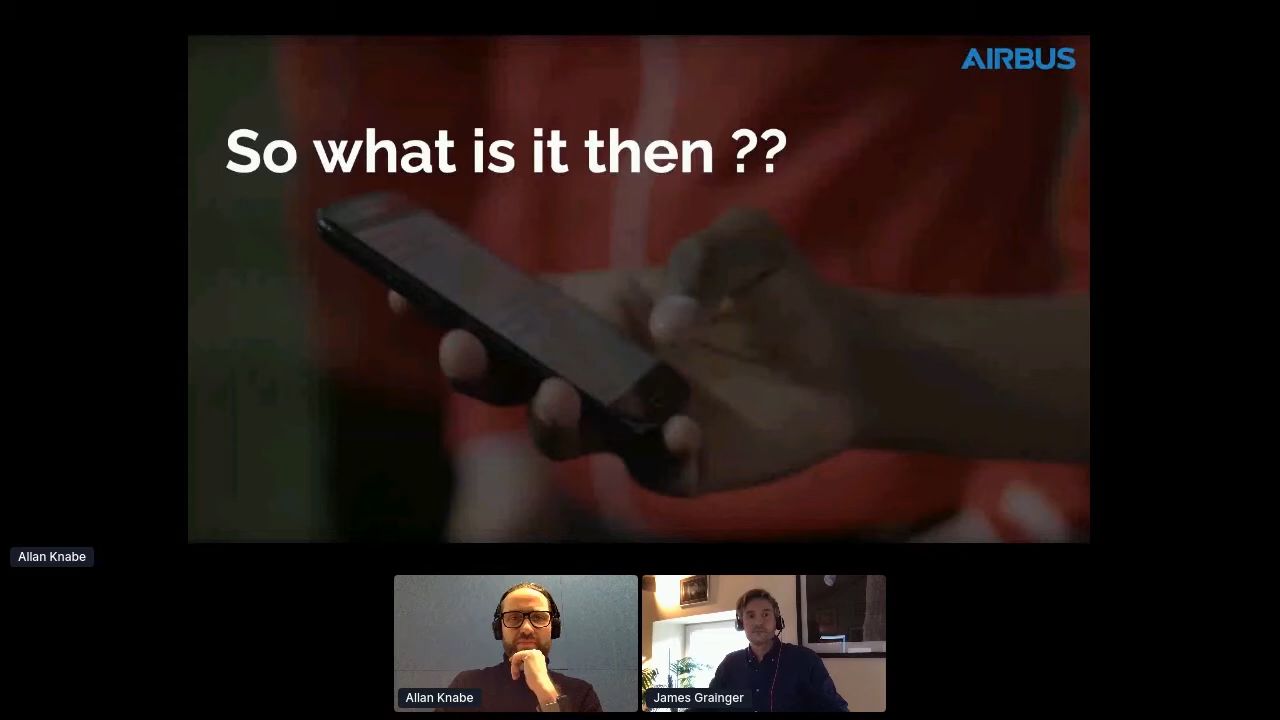 AIRBUS
So what is it then ??
Allan Knabe
Allan Knabe
James Grainger